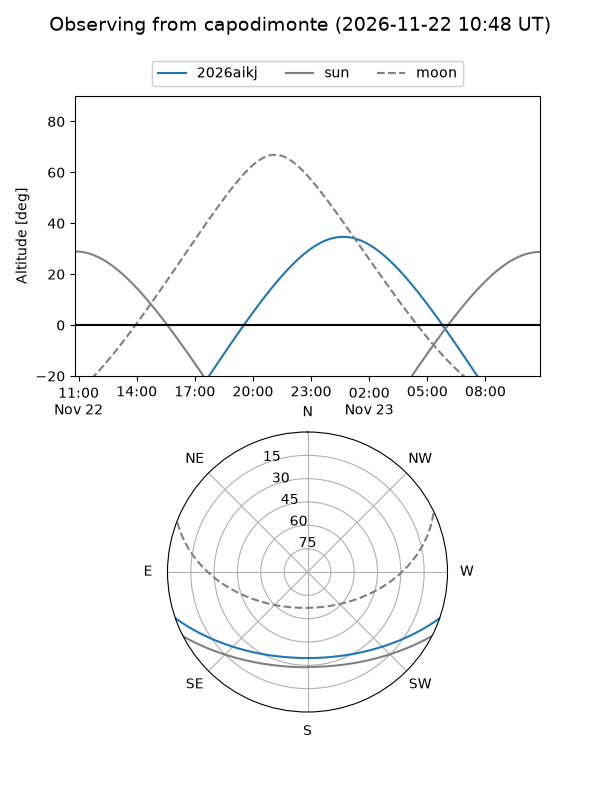 Observing from capodimonte (2026-11-22 10:48 UT)
2026aikj sun moon
Altitude [deg]
80
60
40
20
0
−20
11:00 14:00 17:00 20:00 23:00 02:00 05:00 08:00
Nov 22 Nov 23
N
NE NW
15
30
45
60
75
E W
SE SW
S